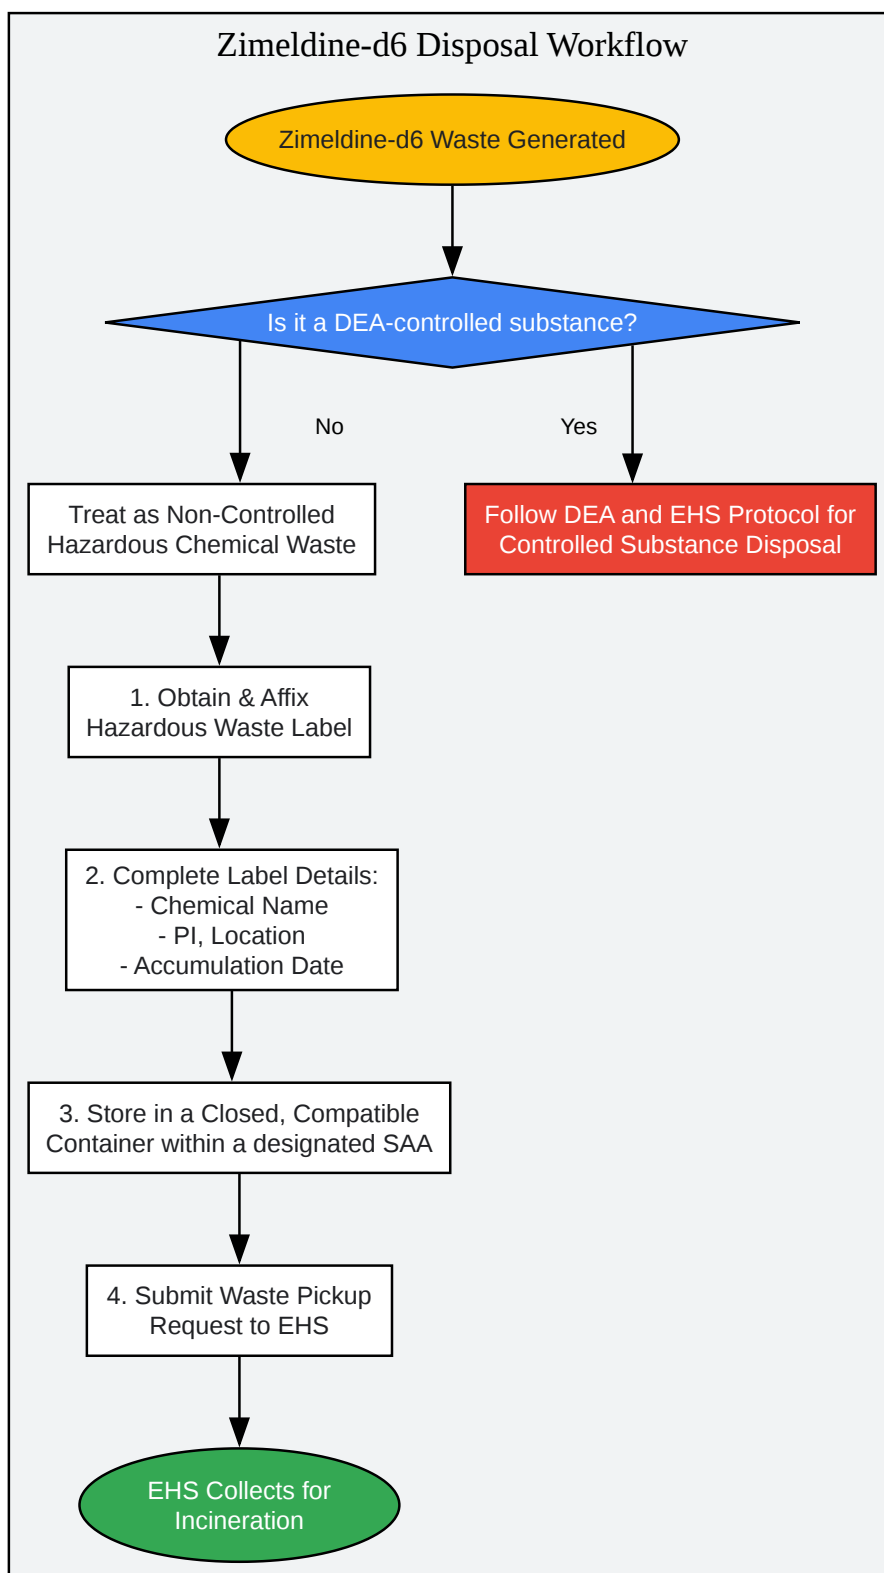 Zimeldine-d6 Disposal Workflow
Zimeldine-d6 Waste Generated
Is it a DEA-controlled substance?
No
Yes
Treat as Non-Controlled
Hazardous Chemical Waste
Follow DEA and EHS Protocol for
Controlled Substance Disposal
1. Obtain & Affix
Hazardous Waste Label
2. Complete Label Details:
- Chemical Name
- PI, Location
- Accumulation Date
3. Store in a Closed, Compatible
Container within a designated SAA
4. Submit Waste Pickup
Request to EHS
EHS Collects for
Incineration